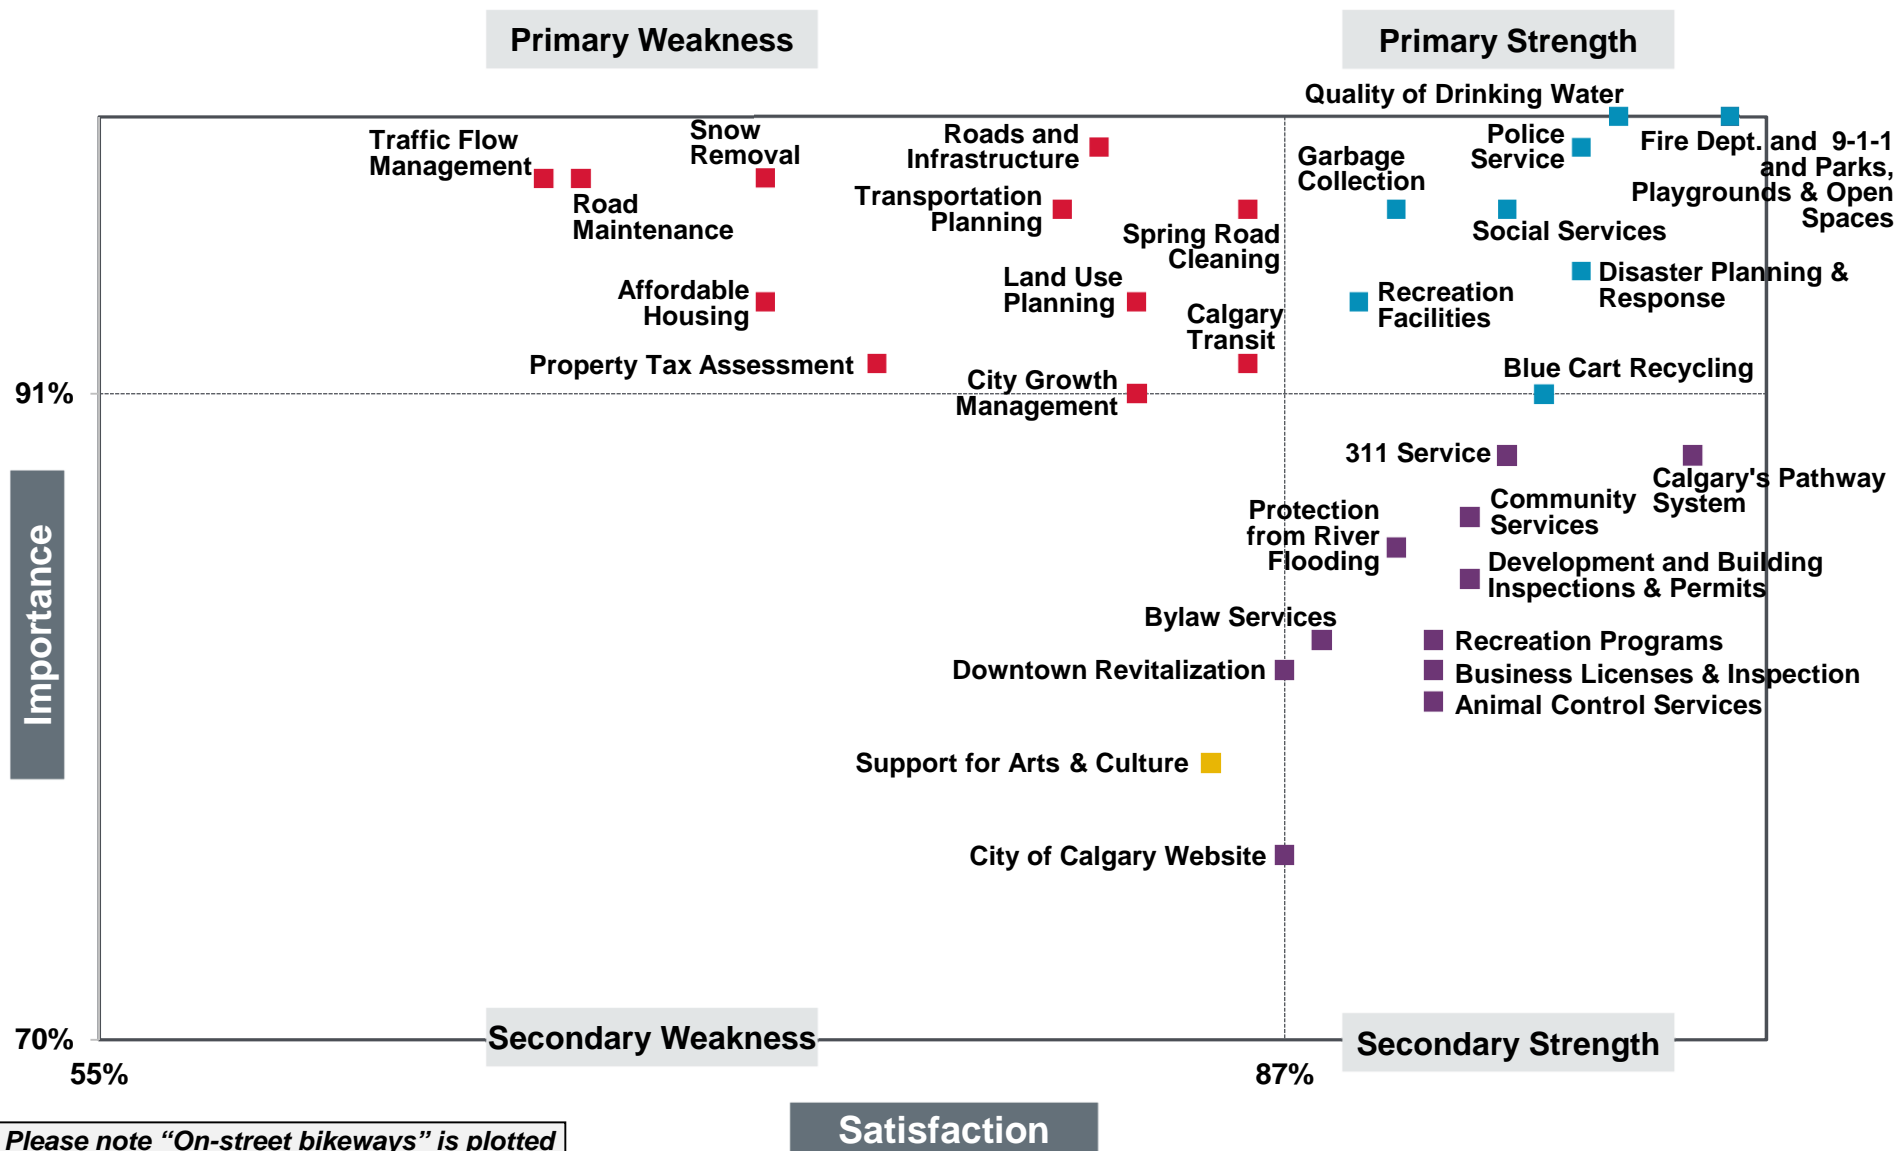 Primary Weakness
Primary Strength
Quality of Drinking Water
Traffic Flow
Management
Snow
Removal
Roads and
Infrastructure
Police
Service
Fire Dept. and 9-1-1
and Parks,
Playgrounds & Open
Spaces
Garbage
Collection
Road
Maintenance
Transportation
Planning
Spring Road
Cleaning
Social Services
Affordable
Housing
Land Use
Planning
Disaster Planning &
Response
Recreation
Facilities
Calgary
Transit
Property Tax Assessment
Blue Cart Recycling
City Growth
Management
91%
311 Service
Calgary's Pathway
System
Community
Services
Protection
from River
Flooding
Development and Building
Inspections & Permits
Importance
Bylaw Services
Recreation Programs
Downtown Revitalization
Business Licenses & Inspection
Animal Control Services
Support for Arts & Culture
City of Calgary Website
70%
Secondary Weakness
Secondary Strength
55%
87%
Satisfaction
Please note “On-street bikeways” is plotted